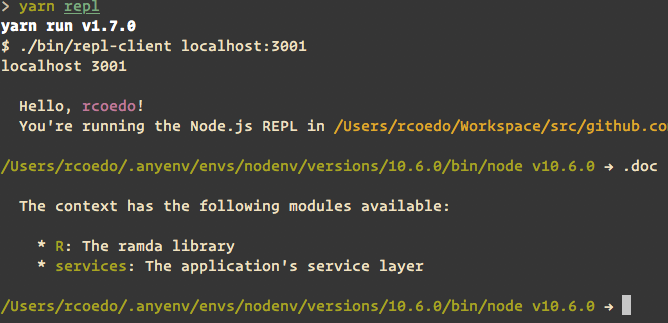 > yarn repl
yarn run v1.7.0
$ ./bin/repl-client localhost:3001
localhost 3001
Hello, rcoedo!
You're running the Node.js REPL in /Users/rcoedo/Workspace/src/github.co
/Users/rcoedo/.anyenv/envs/nodenv/versions/10.6.0/bin/node v10.6.0 → .doc
The context has the following modules available:
* R: The ramda library
* services: The application's service layer
/Users/rcoedo/.anyenv/envs/nodenv/versions/10.6.0/bin/node v10.6.0 →